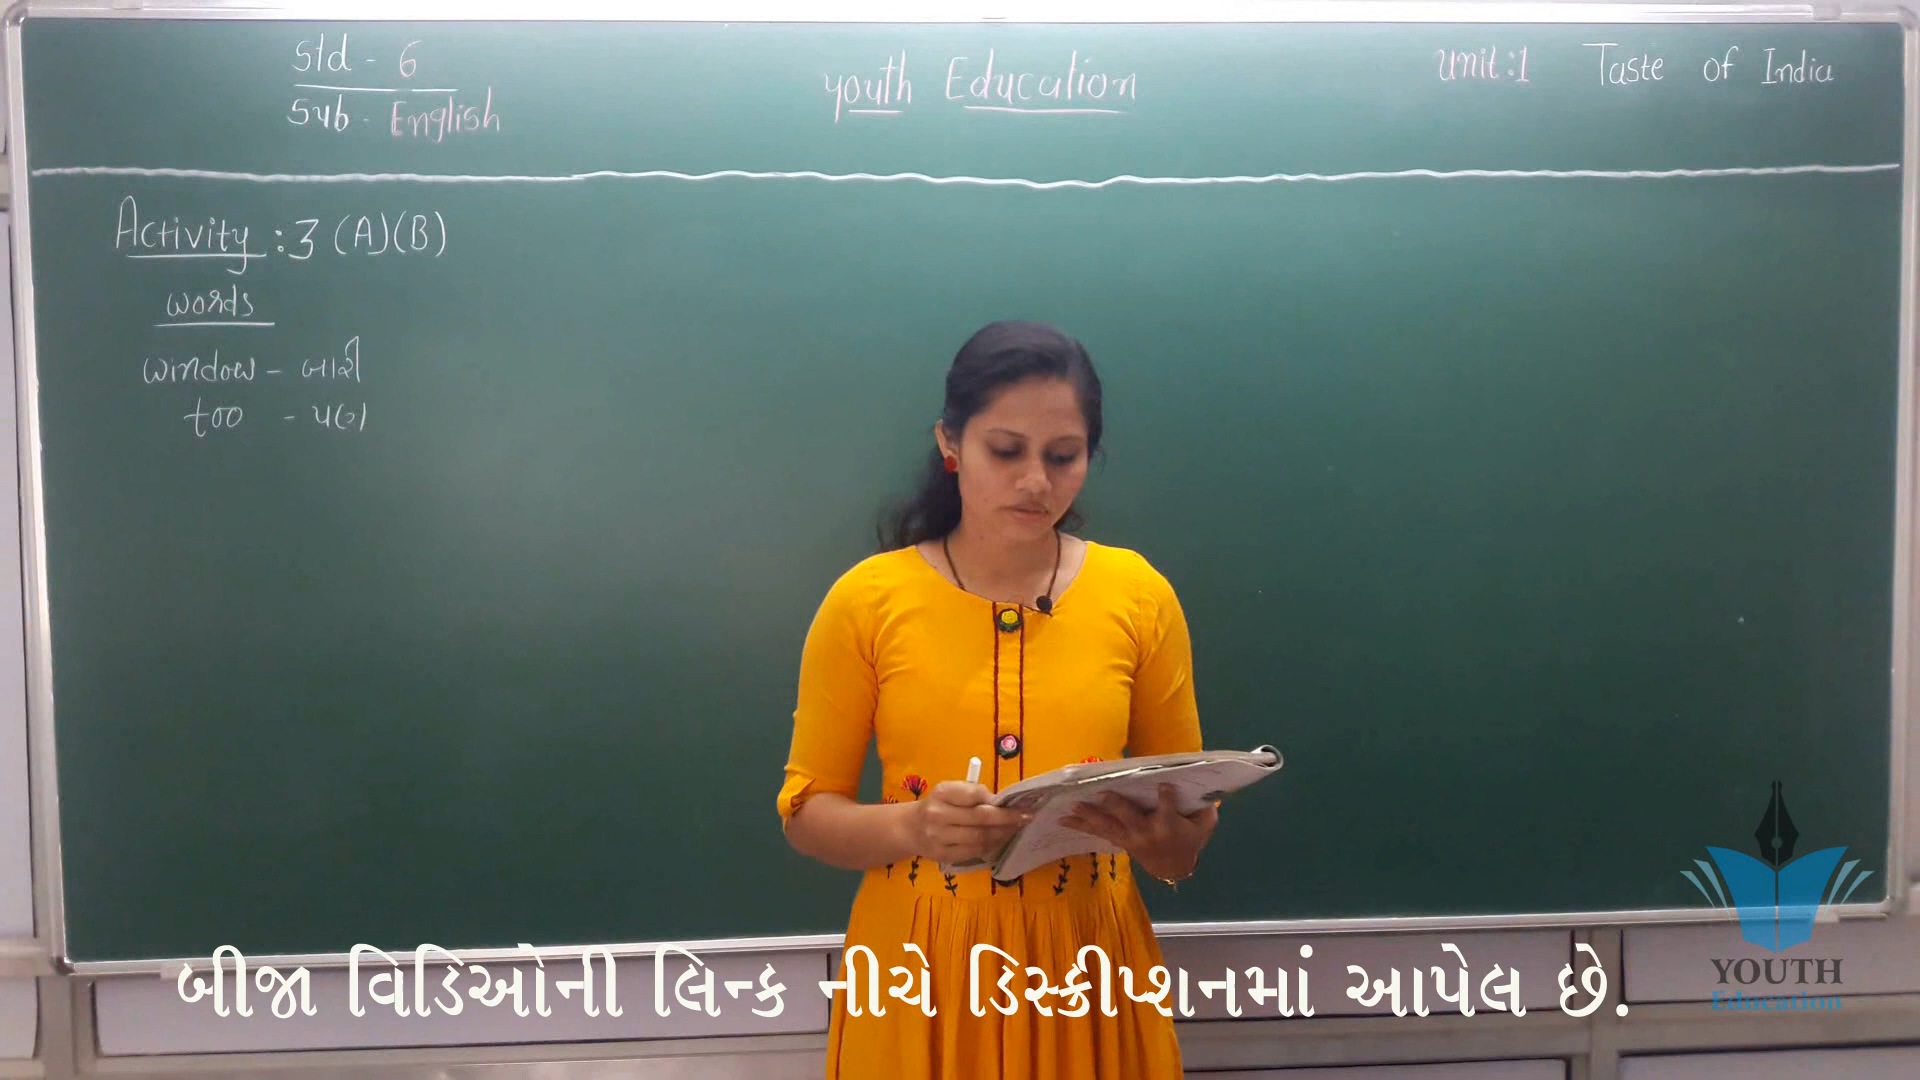 Std - 6
Sub - English
youth Education
Unit:1 Taste of India
Activity : 3 (A)(B)
words
window - બારી
too - પણ
બીજા વિડિઓની લિન્ક નીચે ડિસ્ક્રીપ્શનમાં આપેલ છે.
YOUTH
Education